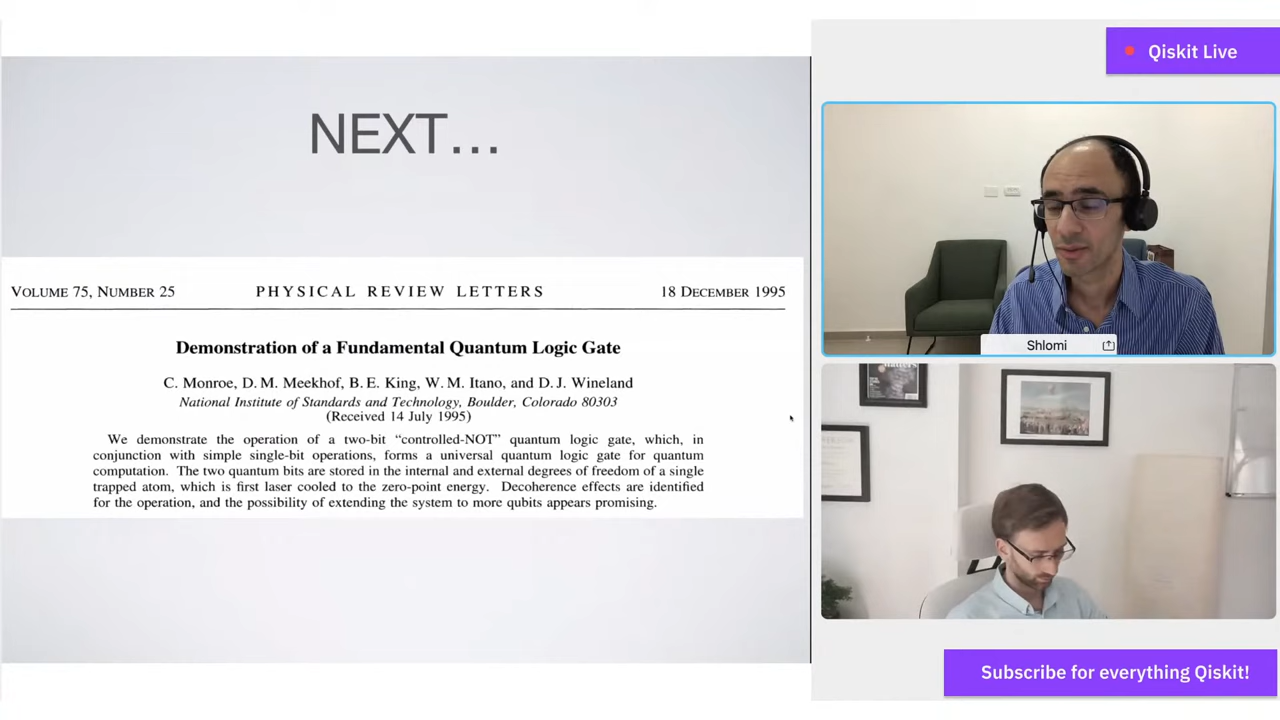 NEXT...
VOLUME 75, NUMBER 25 PHYSICAL REVIEW LETTERS 18 DECEMBER 1995
Demonstration of a Fundamental Quantum Logic Gate
C. Monroe, D. M. Meekhof, B. E. King, W. M. Itano, and D. J. Wineland
National Institute of Standards and Technology, Boulder, Colorado 80303
(Received 14 July 1995)
We demonstrate the operation of a two-bit “controlled-NOT” quantum logic gate, which, in
conjunction with simple single-bit operations, forms a universal quantum logic gate for quantum
computation. The two quantum bits are stored in the internal and external degrees of freedom of a single
trapped atom, which is first laser cooled to the zero-point energy. Decoherence effects are identified
for the operation, and the possibility of extending the system to more qubits appears promising.
Qiskit Live
Shlomi
Subscribe for everything Qiskit!